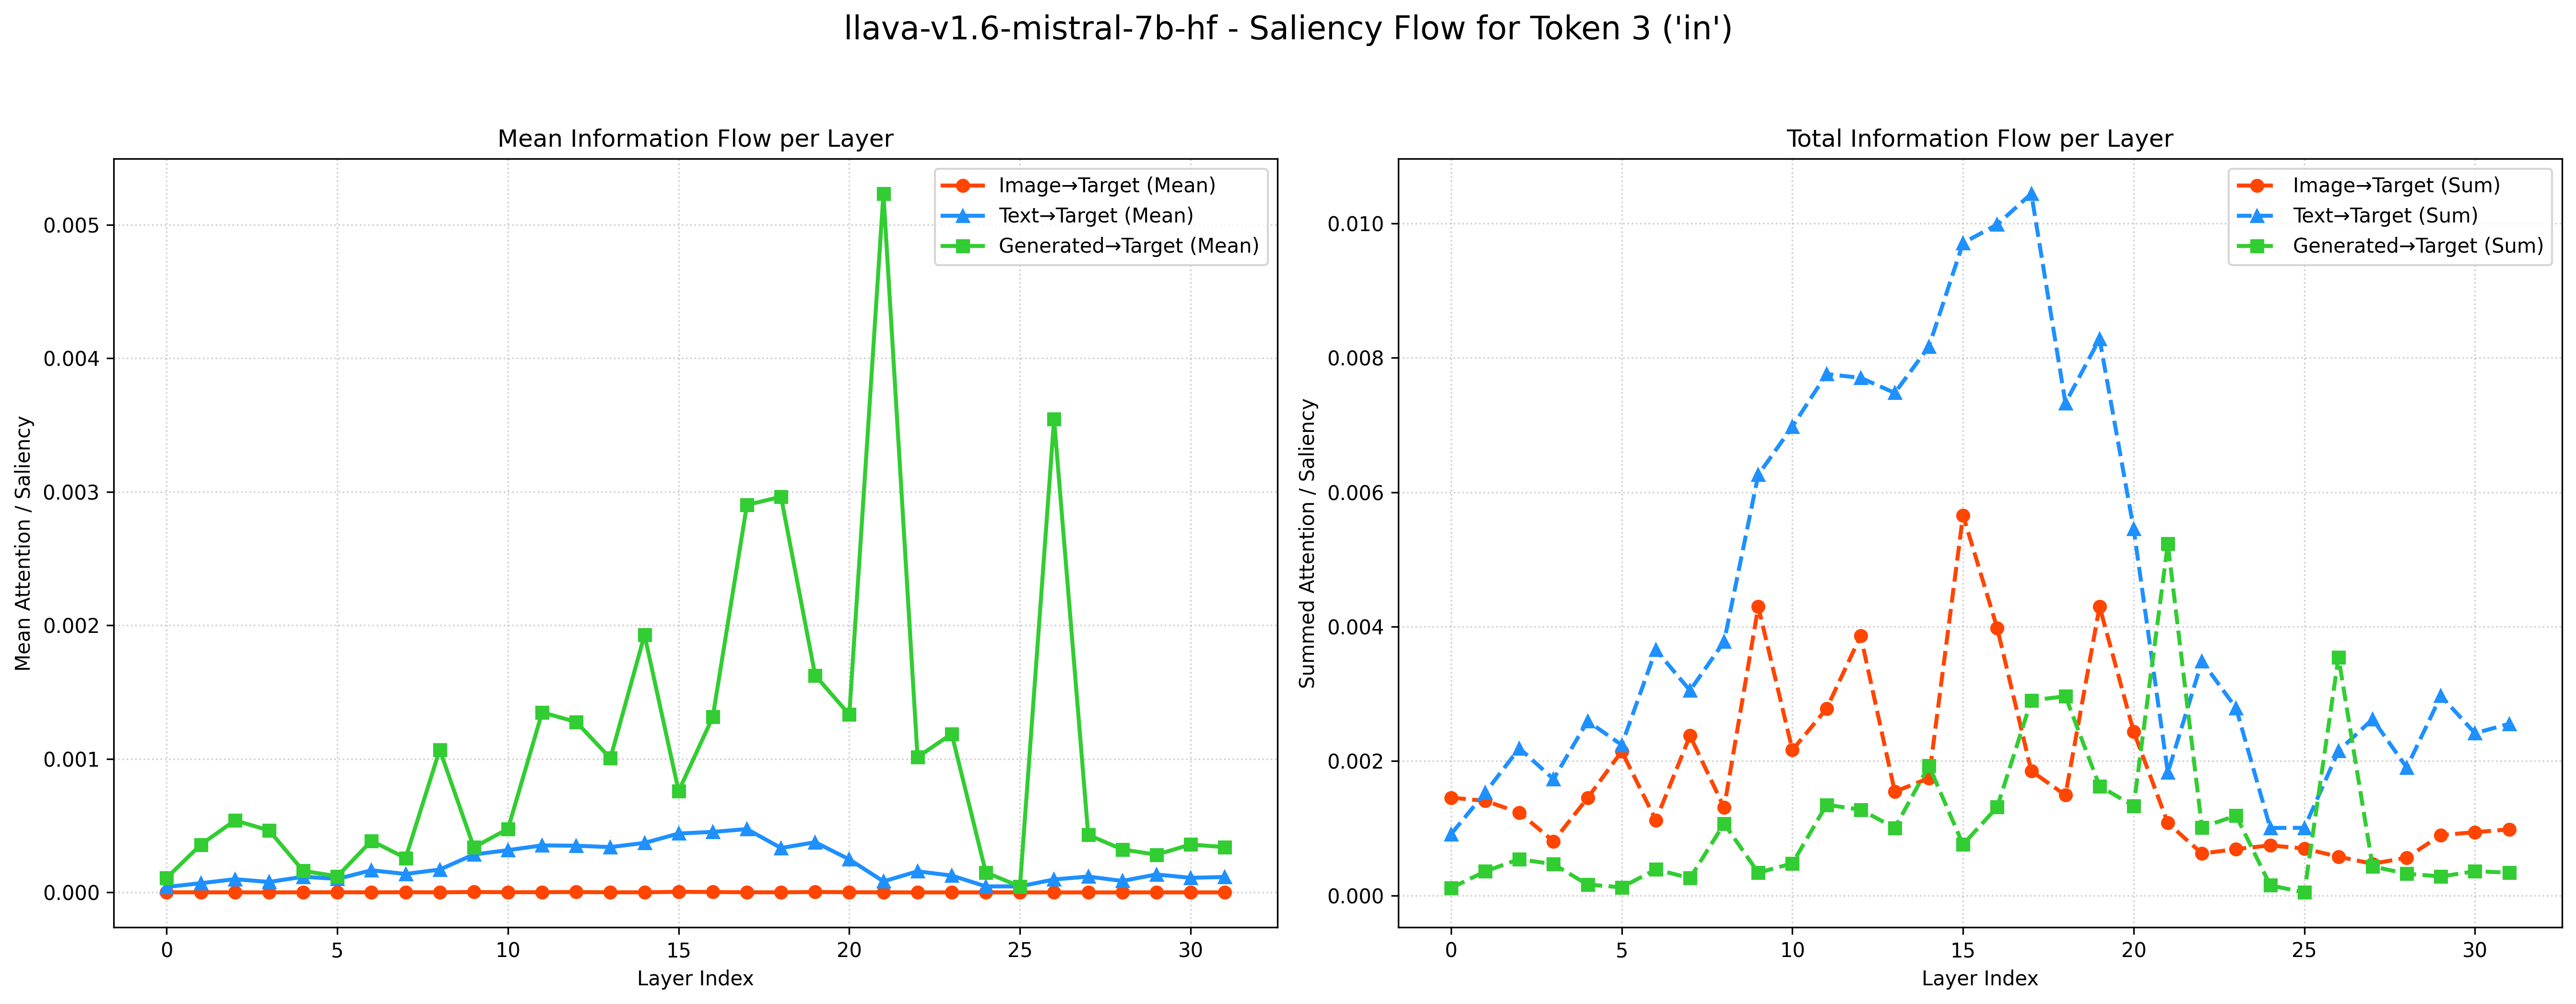 llava-v1.6-mistral-7b-hf - Saliency Flow for Token 3 ('in')
Mean Information Flow per Layer
Image→Target (Mean)
Text→Target (Mean)
Generated→Target (Mean)
Mean Attention / Saliency
0.005
0.004
0.003
0.002
0.001
0.000
0 5 10 15 20 25 30
Layer Index
Total Information Flow per Layer
Image→Target (Sum)
Text→Target (Sum)
Generated→Target (Sum)
Summed Attention / Saliency
0.010
0.008
0.006
0.004
0.002
0.000
0 5 10 15 20 25 30
Layer Index